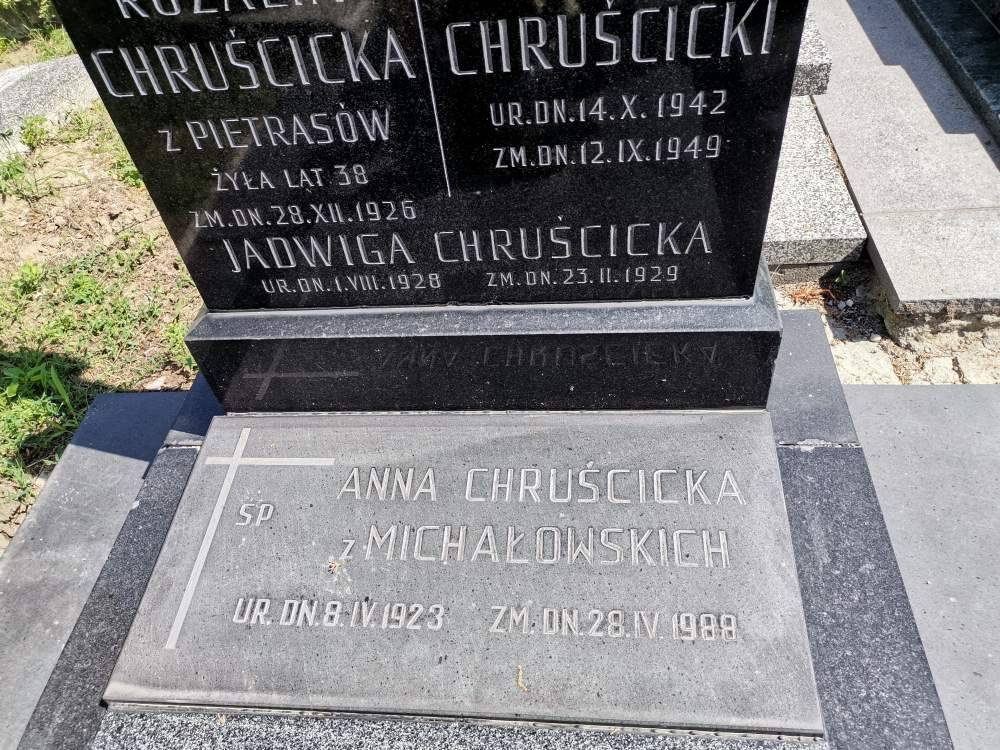 CHRUŚCICKA
z PIETRASÓW
ŻYŁA LĄT 38
ZM.DN.28.XII.1926
CHRUŚCICKI
UR.DN.14.X.1942
ZM.DN.12.IX.1949
JADWIGA CHRUŚCICKA
UR.DN.1.VIII.1928 ZM.DN.23.II.1929
ŚP
ANNA CHRUŚCICKA
z MICHAŁOWSKICH
UR.DN.8.IV.1923 ZM.DN.28.IV.1988